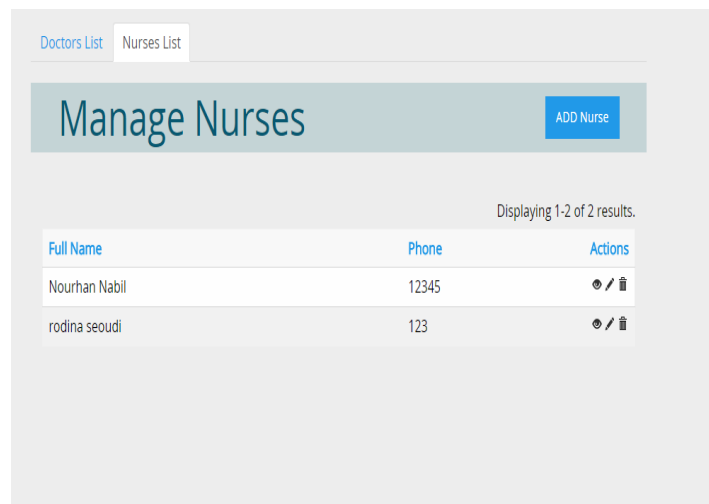 Doctors List Nurses List
Manage Nurses ADD Nurse
Displaying 1-2 of 2 results.
Full Name Phone Actions
Nourhan Nabil 12345
rodina seoudi 123